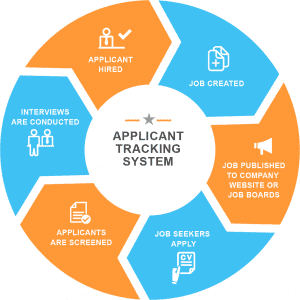 APPLICANT
HIRED
JOB CREATED
INTERVIEWS
ARE CONDUCTED
APPLICANT
TRACKING
SYSTEM
JOB PUBLISHED
TO COMPANY
WEBSITE OR
JOB BOARDS
APPLICANTS
ARE SCREENED
JOB SEEKERS
APPLY
CV